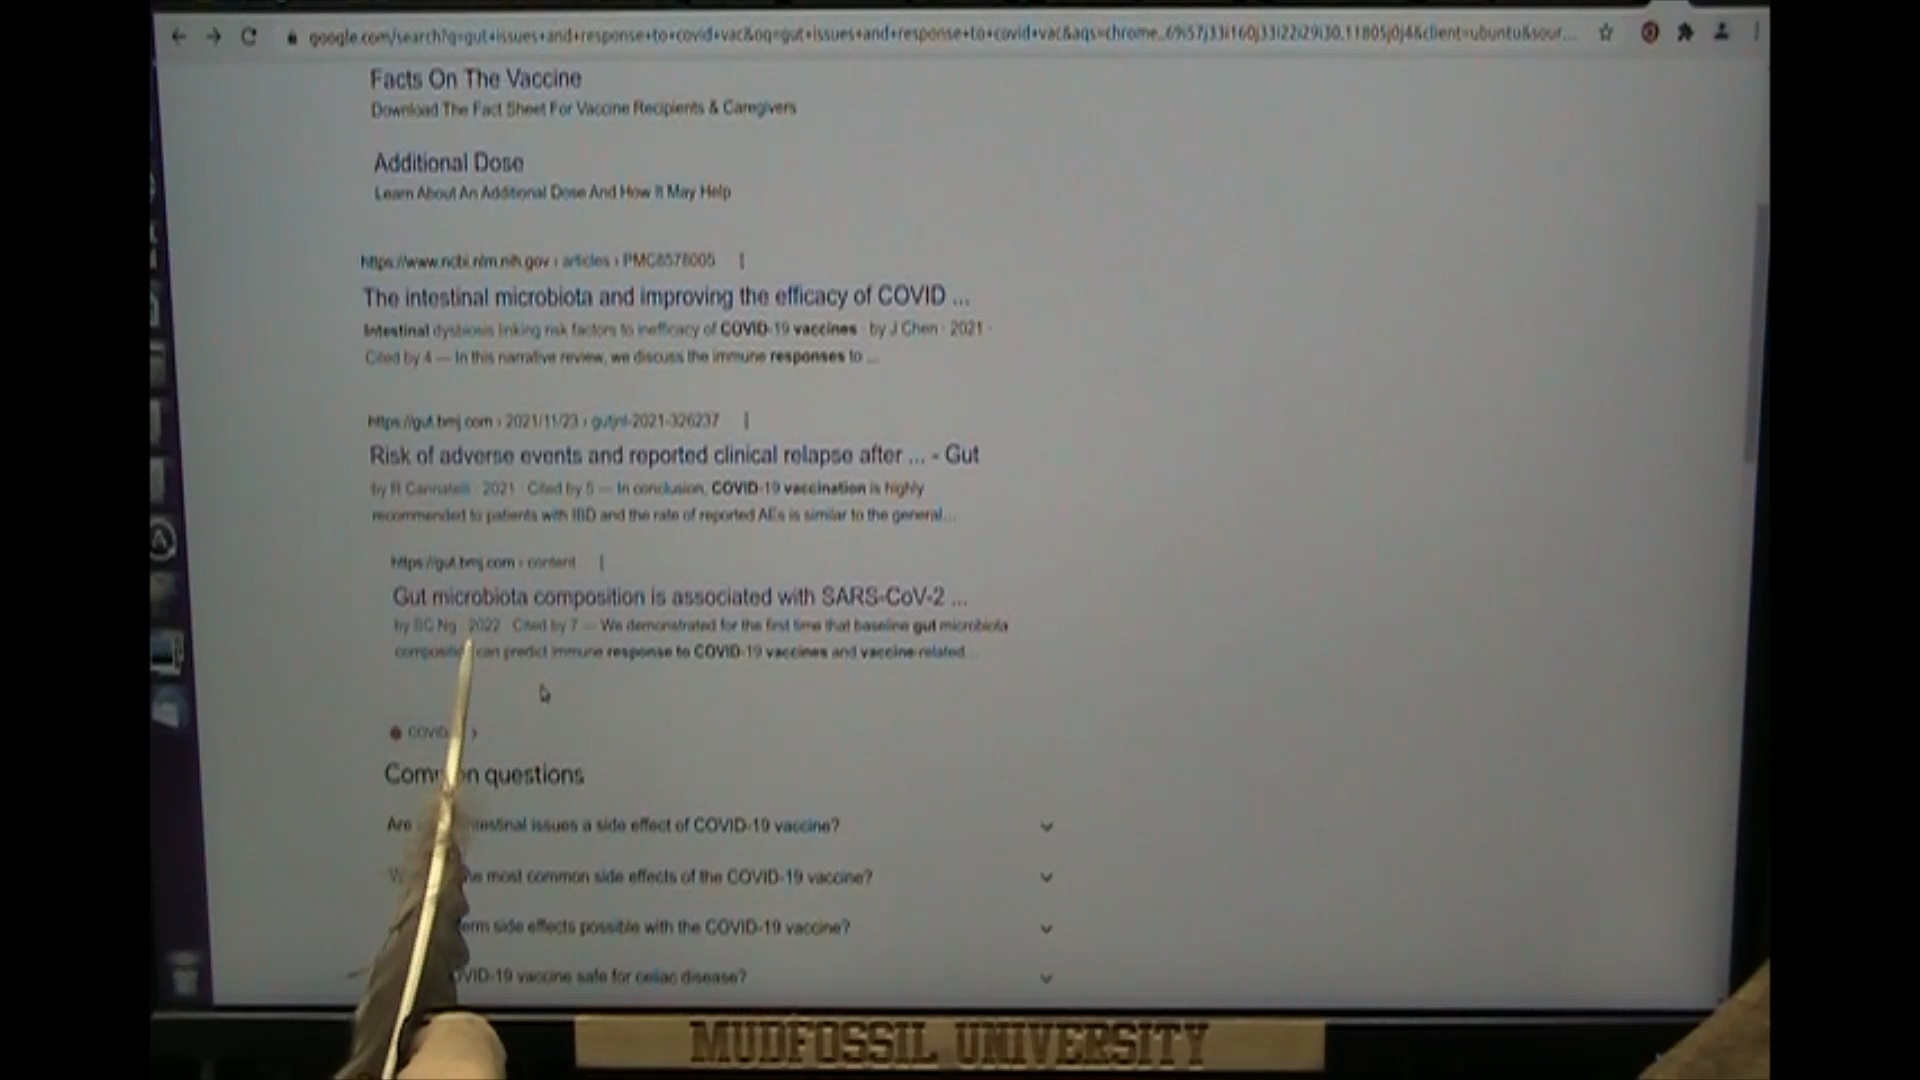 google.com/search?q=gut+issues+and+response+to+covid+vac&oq=gut+issues+and+response+to+covid+vac&aqs=chrome..69i57j33i160j33i22i29i30.11805j0j4&client=ubuntu&sour...
Facts On The Vaccine
Download The Fact Sheet For Vaccine Recipients & Caregivers
Additional Dose
Learn About An Additional Dose And How It May Help
https://www.ncbi.nlm.nih.gov › articles › PMC8578005
The intestinal microbiota and improving the efficacy of COVID ...
Intestinal dysbiosis linking risk factors to inefficacy of COVID-19 vaccines · by J Chen · 2021 ·
Cited by 4 — In this narrative review, we discuss the immune responses to ...
https://gut.bmj.com › 2021/11/23 › gutjnl-2021-326237
Risk of adverse events and reported clinical relapse after ... - Gut
by R Cannatelli · 2021 · Cited by 5 — In conclusion, COVID-19 vaccination is highly
recommended to patients with IBD and the rate of reported AEs is similar to the general...
https://gut.bmj.com › content
Gut microbiota composition is associated with SARS-CoV-2 ...
by SC Ng · 2022 · Cited by 7 — We demonstrated for the first time that baseline gut microbiota
can predict immune response to COVID-19 vaccines and vaccine-related...
COVID
Common questions
Are issues a side effect of COVID-19 vaccine?
most common side effects of the COVID-19 vaccine?
side effects possible with the COVID-19 vaccine?
vaccine safe for celiac disease?
MUDFOSSIL UNIVERSITY